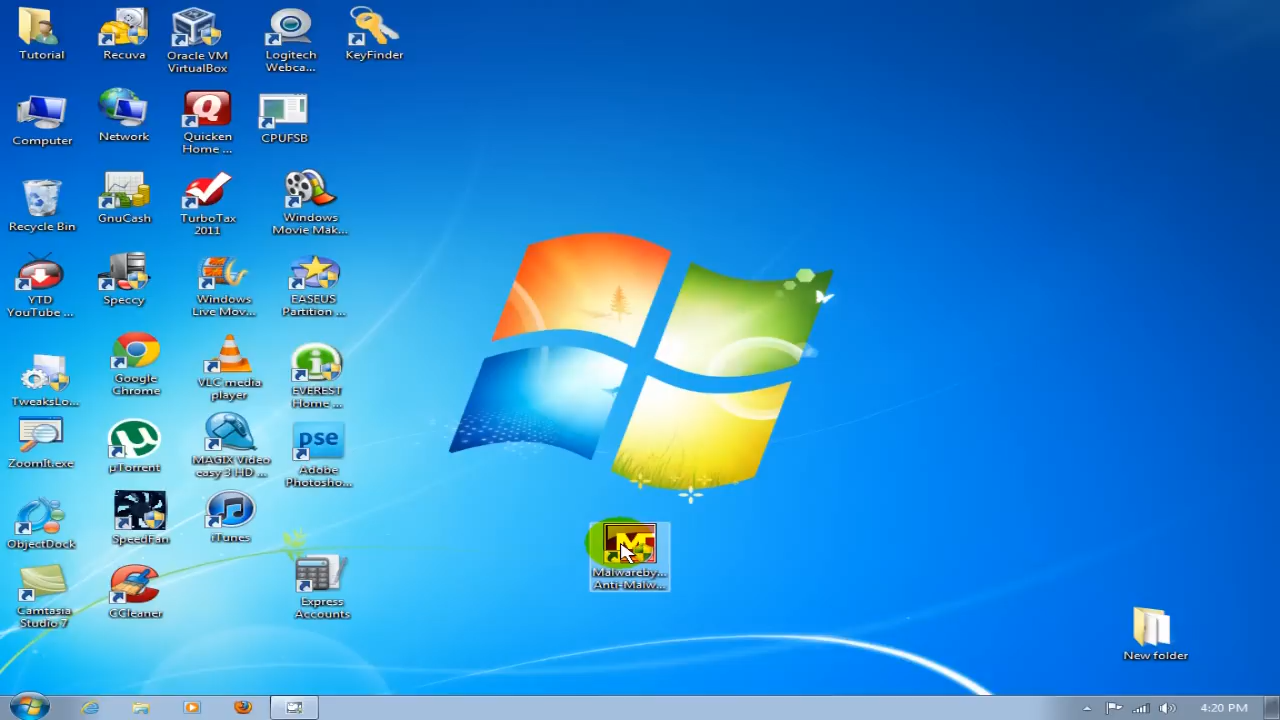 Tutorial
Recuva
Oracle VM
VirtualBox
Logitech
Webca...
KeyFinder
Computer
Network
Q
Quicken
Home ...
CPUFSB
Recycle Bin
GnuCash
TurboTax
2011
Windows
Movie Mak...
YTD
YouTube ...
Speccy
Windows
Live Mov...
EASEUS
Partition ...
TweaksLo...
Google
Chrome
VLC media
player
EVEREST
Home ...
ZoomIt.exe
µTorrent
MAGIX Video
easy 3 HD ...
pse
Adobe
Photosho...
ObjectDock
SpeedFan
iTunes
M
Malwareby...
Anti-Malw...
Camtasia
Studio 7
CCleaner
Express
Accounts
New folder
4:20 PM